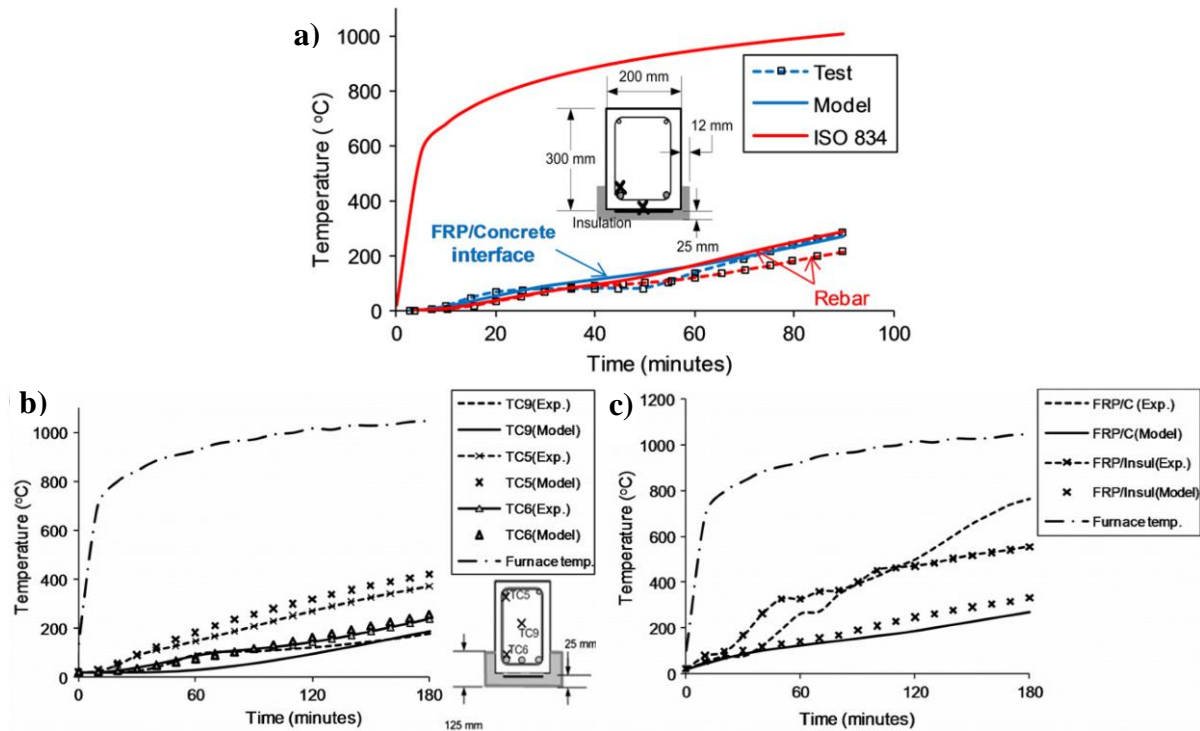 a)
1000
800
600
400
200
0
Temperature ( °C)
0 20 40 60 80 100
Time (minutes)
200 mm
300 mm
12 mm
25 mm
Insulation
Test
Model
ISO 834
FRP/Concrete
interface
Rebar
b)
1000
800
600
400
200
0
Temperature (°C)
0 60 120 180
Time (minutes)
TC9(Exp.)
TC9(Model)
TC5(Exp.)
TC5(Model)
TC6(Exp.)
TC6(Model)
Furnace temp.
TC5
TC9
TC6
25 mm
125 mm
c)
1200
1000
800
600
400
200
0
Temperature (°C)
0 60 120 180
Time (minutes)
FRP/C (Exp.)
FRP/C(Model)
FRP/Insul(Exp.)
FRP/Insul(Model)
Furnace temp.